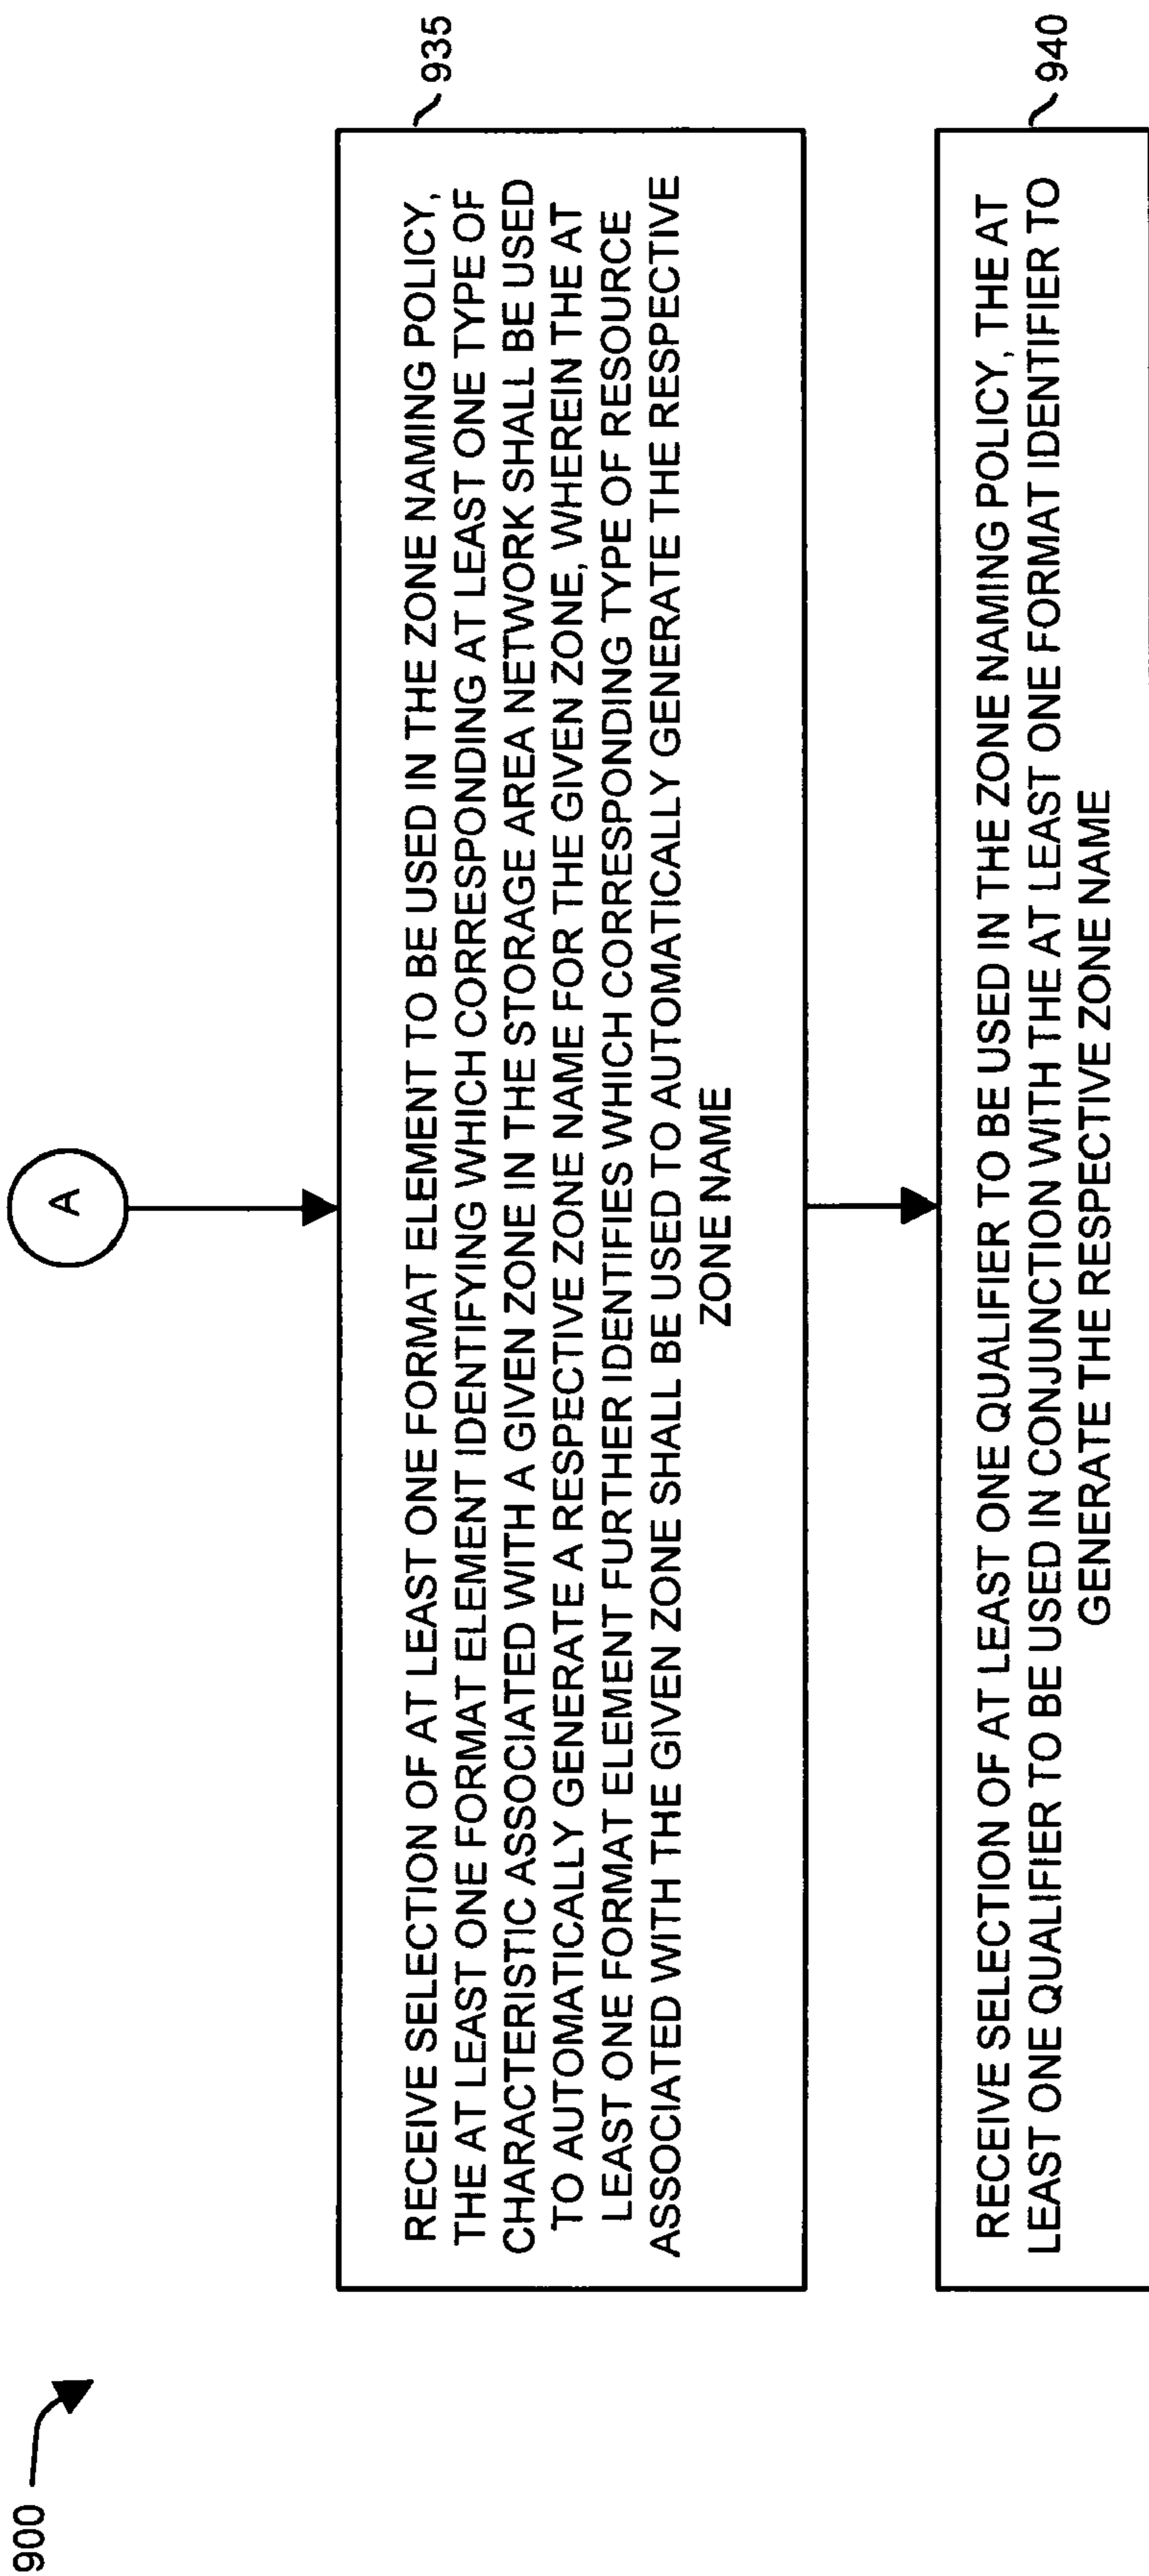 900
A
935
RECEIVE SELECTION OF AT LEAST ONE FORMAT ELEMENT TO BE USED IN THE ZONE NAMING POLICY,
THE AT LEAST ONE FORMAT ELEMENT IDENTIFYING WHICH CORRESPONDING AT LEAST ONE TYPE OF
CHARACTERISTIC ASSOCIATED WITH A GIVEN ZONE IN THE STORAGE AREA NETWORK SHALL BE USED
TO AUTOMATICALLY GENERATE A RESPECTIVE ZONE NAME FOR THE GIVEN ZONE, WHEREIN THE AT
LEAST ONE FORMAT ELEMENT FURTHER IDENTIFIES WHICH CORRESPONDING TYPE OF RESOURCE
ASSOCIATED WITH THE GIVEN ZONE SHALL BE USED TO AUTOMATICALLY GENERATE THE RESPECTIVE
ZONE NAME
940
RECEIVE SELECTION OF AT LEAST ONE QUALIFIER TO BE USED IN THE ZONE NAMING POLICY, THE AT
LEAST ONE QUALIFIER TO BE USED IN CONJUNCTION WITH THE AT LEAST ONE FORMAT IDENTIFIER TO
GENERATE THE RESPECTIVE ZONE NAME